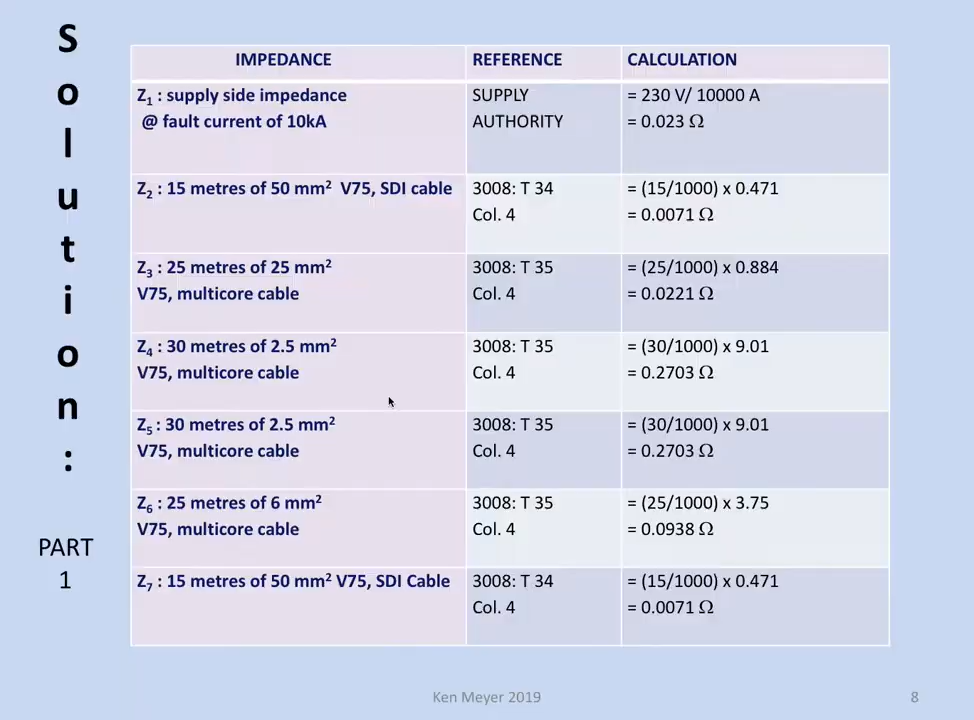 Solution:
PART
1
IMPEDANCE REFERENCE CALCULATION
Z₁ : supply side impedance
@ fault current of 10kA
SUPPLY
AUTHORITY
= 230 V/ 10000 A
= 0.023 Ω
Z₂ : 15 metres of 50 mm² V75, SDI cable
3008: T 34
Col. 4
= (15/1000) x 0.471
= 0.0071 Ω
Z₃ : 25 metres of 25 mm²
V75, multicore cable
3008: T 35
Col. 4
= (25/1000) x 0.884
= 0.0221 Ω
Z₄ : 30 metres of 2.5 mm²
V75, multicore cable
3008: T 35
Col. 4
= (30/1000) x 9.01
= 0.2703 Ω
Z₅ : 30 metres of 2.5 mm²
V75, multicore cable
3008: T 35
Col. 4
= (30/1000) x 9.01
= 0.2703 Ω
Z₆ : 25 metres of 6 mm²
V75, multicore cable
3008: T 35
Col. 4
= (25/1000) x 3.75
= 0.0938 Ω
Z₇ : 15 metres of 50 mm² V75, SDI Cable
3008: T 34
Col. 4
= (15/1000) x 0.471
= 0.0071 Ω
Ken Meyer 2019
8